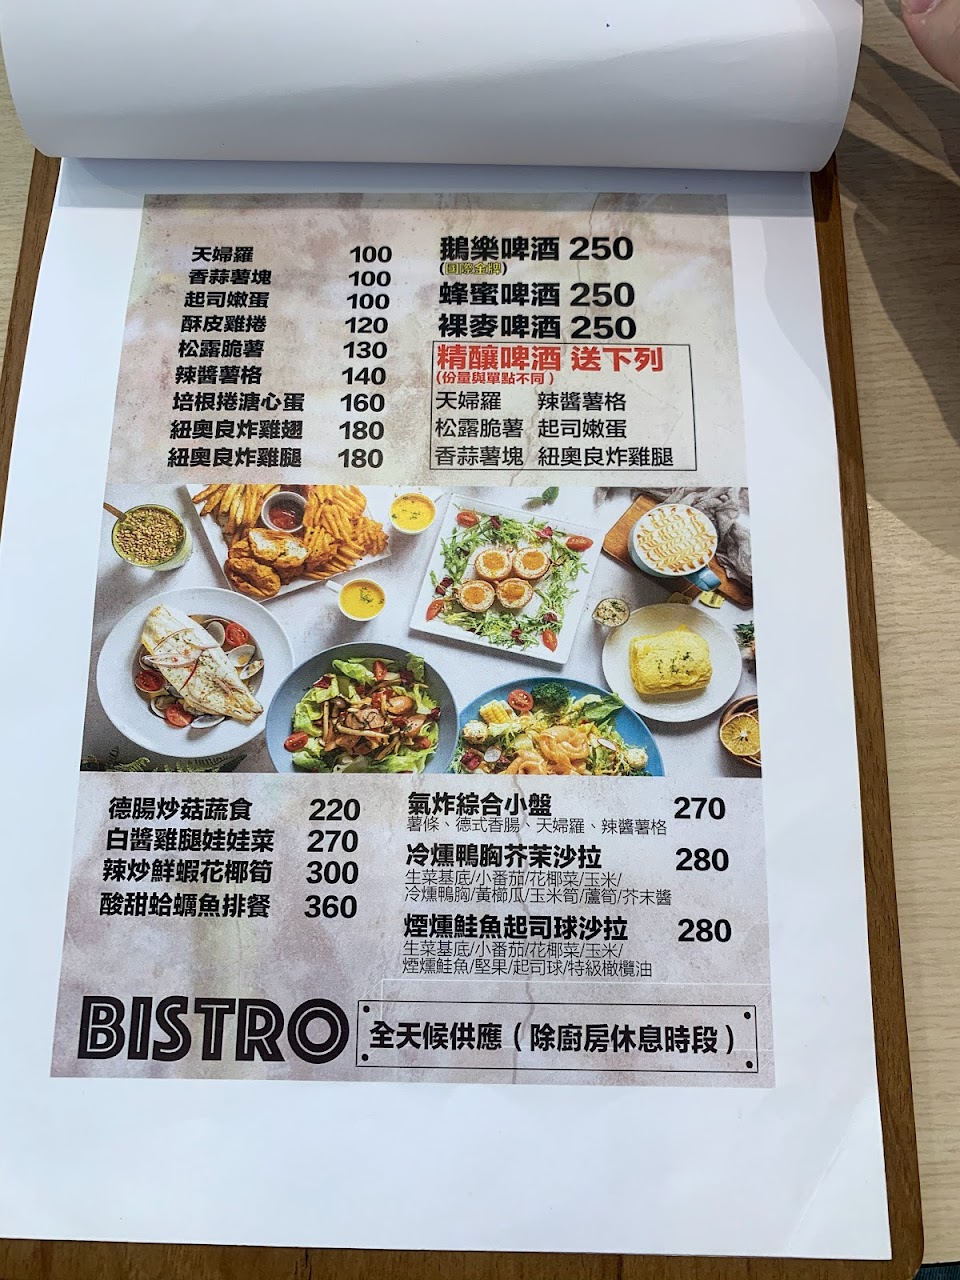 天婦羅 100
香蒜薯塊 100
起司嫩蛋 100
酥皮雞捲 120
松露脆薯 130
辣醬薯格 140
培根捲溏心蛋 160
紐奧良炸雞翅 180
紐奧良炸雞腿 180
鵝樂啤酒 250
(國際金牌)
蜂蜜啤酒 250
裸麥啤酒 250
精釀啤酒 送下列
(份量與單點不同)
天婦羅 辣醬薯格
松露脆薯 起司嫩蛋
香蒜薯塊 紐奧良炸雞腿
德腸炒菇蔬食 220
白醬雞腿娃娃菜 270
辣炒鮮蝦花椰筍 300
酸甜蛤蠣魚排餐 360
氣炸綜合小盤 270
薯條、德式香腸、天婦羅、辣醬薯格
冷燻鴨胸芥茉沙拉 280
生菜基底/小番茄/花椰菜/玉米/
冷燻鴨胸/黃櫛瓜/玉米筍/蘆筍/芥末醬
煙燻鮭魚起司球沙拉 280
生菜基底/小番茄/花椰菜/玉米/
煙燻鮭魚/堅果/起司球/特級橄欖油
BISTRO
全天候供應(除廚房休息時段)